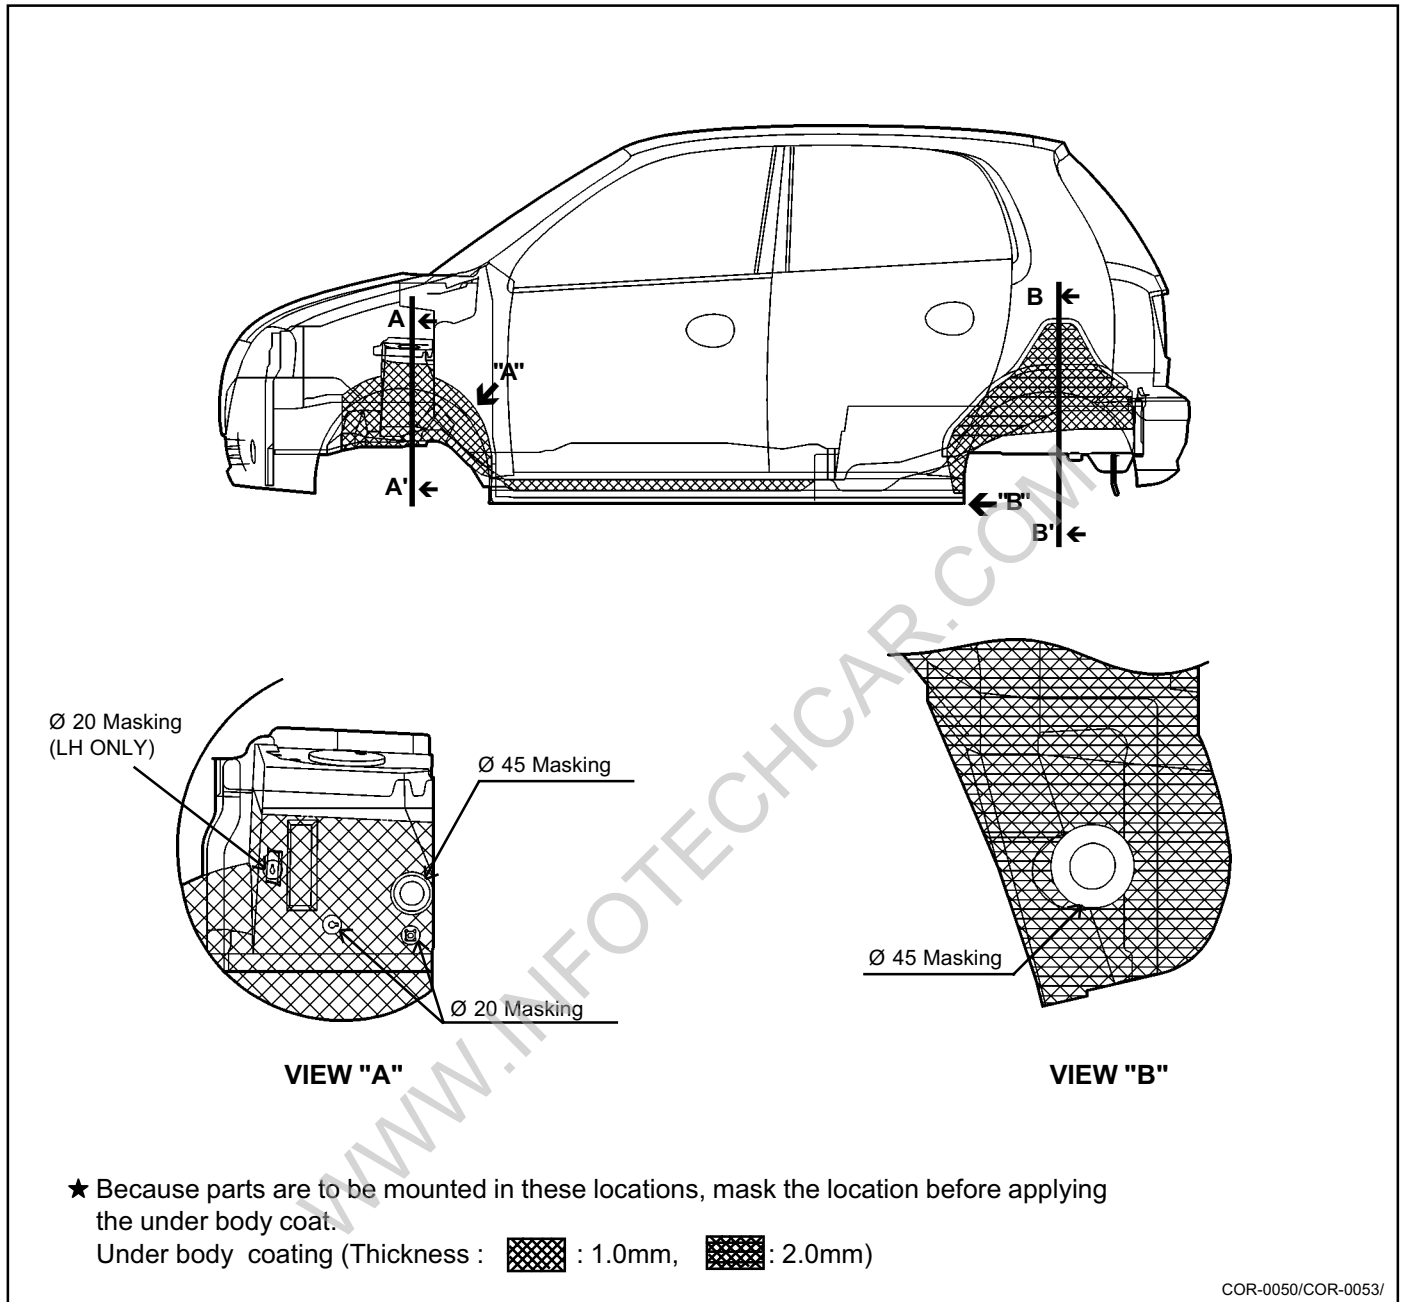 A
"A"
A'
B
"B"
B'
Ø 20 Masking
(LH ONLY)
Ø 45 Masking
Ø 20 Masking
VIEW "A"
Ø 45 Masking
VIEW "B"
WWW.INFOTECHCAR.COM
★ Because parts are to be mounted in these locations, mask the location before applying
the under body coat.
Under body coating (Thickness : : 1.0mm, : 2.0mm)
COR-0050/COR-0053/